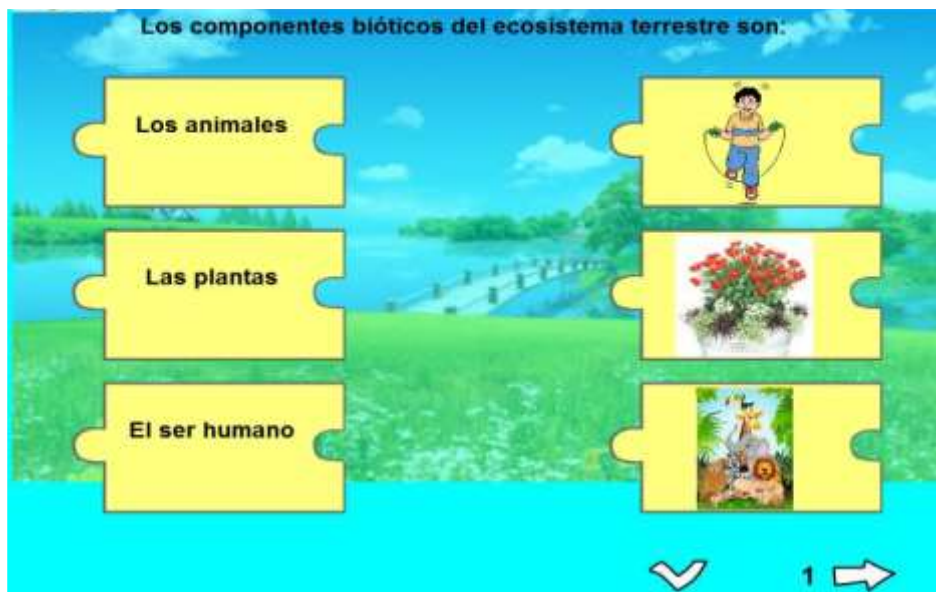 Los componentes bióticos del ecosistema terrestre son:
Los animales
Las plantas
El ser humano
1